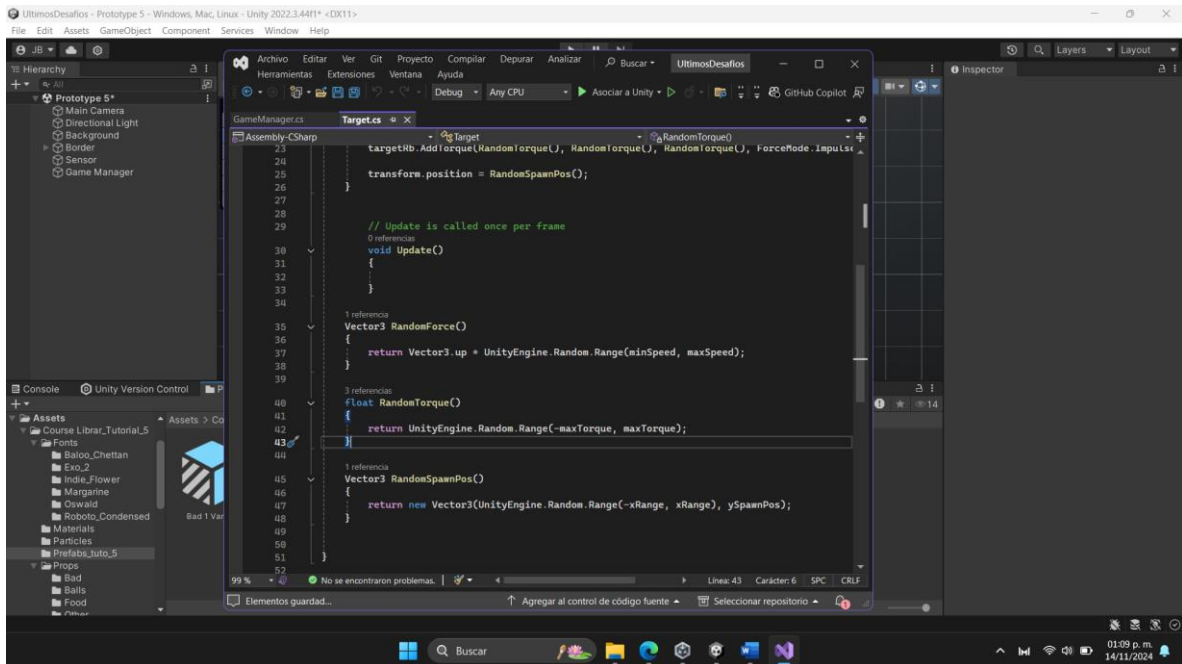 UltimosDesafios - Prototype 5 - Windows, Mac, Linux - Unity 2022.3.44f1* <DX11>
File Edit Assets GameObject Component Services Window Help
JB
Layers Layout
Hierarchy
All
Prototype 5*
Main Camera
Directional Light
Background
Border
Sensor
Game Manager
Inspector
Archivo Editar Ver Git Proyecto Compilar Depurar Analizar Buscar UltimosDesafios
Herramientas Extensiones Ventana Ayuda
Debug Any CPU Asociar a Unity GitHub Copilot
GameManager.cs Target.cs
Assembly-CSharp Target RandomTorque()
23 targetRb.AddTorque(RandomTorque(), RandomTorque(), RandomTorque(), ForceMode.Impulse
24
25 transform.position = RandomSpawnPos();
26 }
27
28
29 // Update is called once per frame
0 referencias
30 void Update()
31 {
32
33 }
34
1 referencia
35 Vector3 RandomForce()
36 {
37 return Vector3.up * UnityEngine.Random.Range(minSpeed, maxSpeed);
38 }
39
3 referencias
40 float RandomTorque()
41 {
42 return UnityEngine.Random.Range(-maxTorque, maxTorque);
43 }
44
1 referencia
45 Vector3 RandomSpawnPos()
46 {
47 return new Vector3(UnityEngine.Random.Range(-xRange, xRange), ySpawnPos);
48 }
49
50
51 }
52
99 % No se encontraron problemas. Línea: 43 Carácter: 6 SPC CRLF
Elementos guardad... Agregar al control de código fuente Seleccionar repositorio 1
Console Unity Version Control P
14
Assets
Course Librar_Tutorial_5
Fonts
Baloo_Chettan
Exo_2
Indie_Flower
Margarine
Oswald
Roboto_Condensed
Materials
Particles
Prefabs_tuto_5
Props
Bad
Balls
Food
Other
Assets > Co
Bad 1 Var
Buscar
01:09 p. m.
14/11/2024